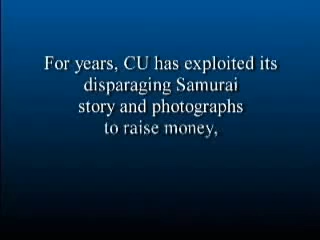 For years, CU has exploited its
disparaging Samurai
story and photographs
to raise money,